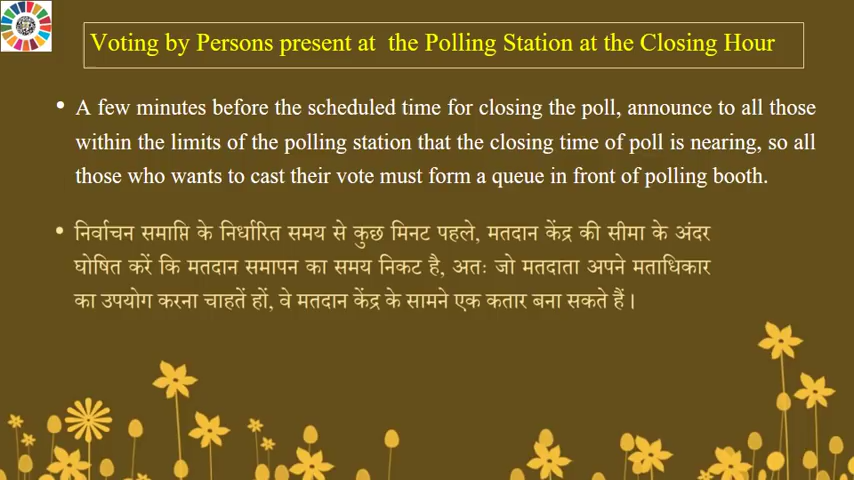 Voting by Persons present at the Polling Station at the Closing Hour
• A few minutes before the scheduled time for closing the poll, announce to all those
within the limits of the polling station that the closing time of poll is nearing, so all
those who wants to cast their vote must form a queue in front of polling booth.
• निर्वाचन समाप्ति के निर्धारित समय से कुछ मिनट पहले, मतदान केंद्र की सीमा के अंदर
घोषित करें कि मतदान समापन का समय निकट है, अतः जो मतदाता अपने मताधिकार
का उपयोग करना चाहतें हों, वे मतदान केंद्र के सामने एक कतार बना सकते हैं।